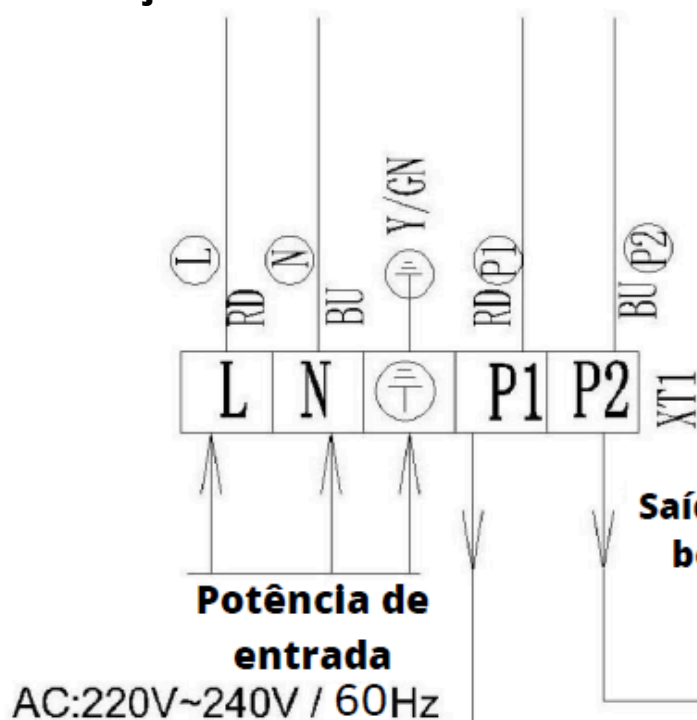 L
N
Y/GN
P1
P2
RD
BU
RD
BU
L N P1 P2
XT1
Potência de
entrada
AC:220V~240V / 60Hz